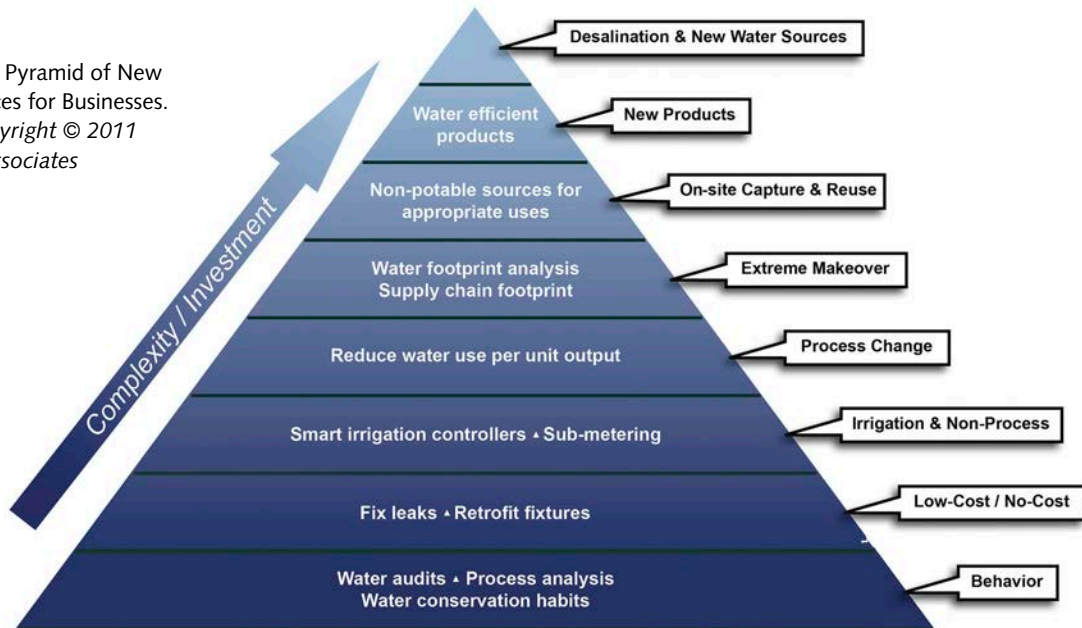 Pyramid of New
ces for Businesses.
yright © 2011
ssociates
Complexity / Investment
Desalination & New Water Sources
Water efficient
products
New Products
Non-potable sources for
appropriate uses
On-site Capture & Reuse
Water footprint analysis
Supply chain footprint
Extreme Makeover
Reduce water use per unit output
Process Change
Smart irrigation controllers ▲ Sub-metering
Irrigation & Non-Process
Fix leaks ▲ Retrofit fixtures
Low-Cost / No-Cost
Water audits ▲ Process analysis
Water conservation habits
Behavior